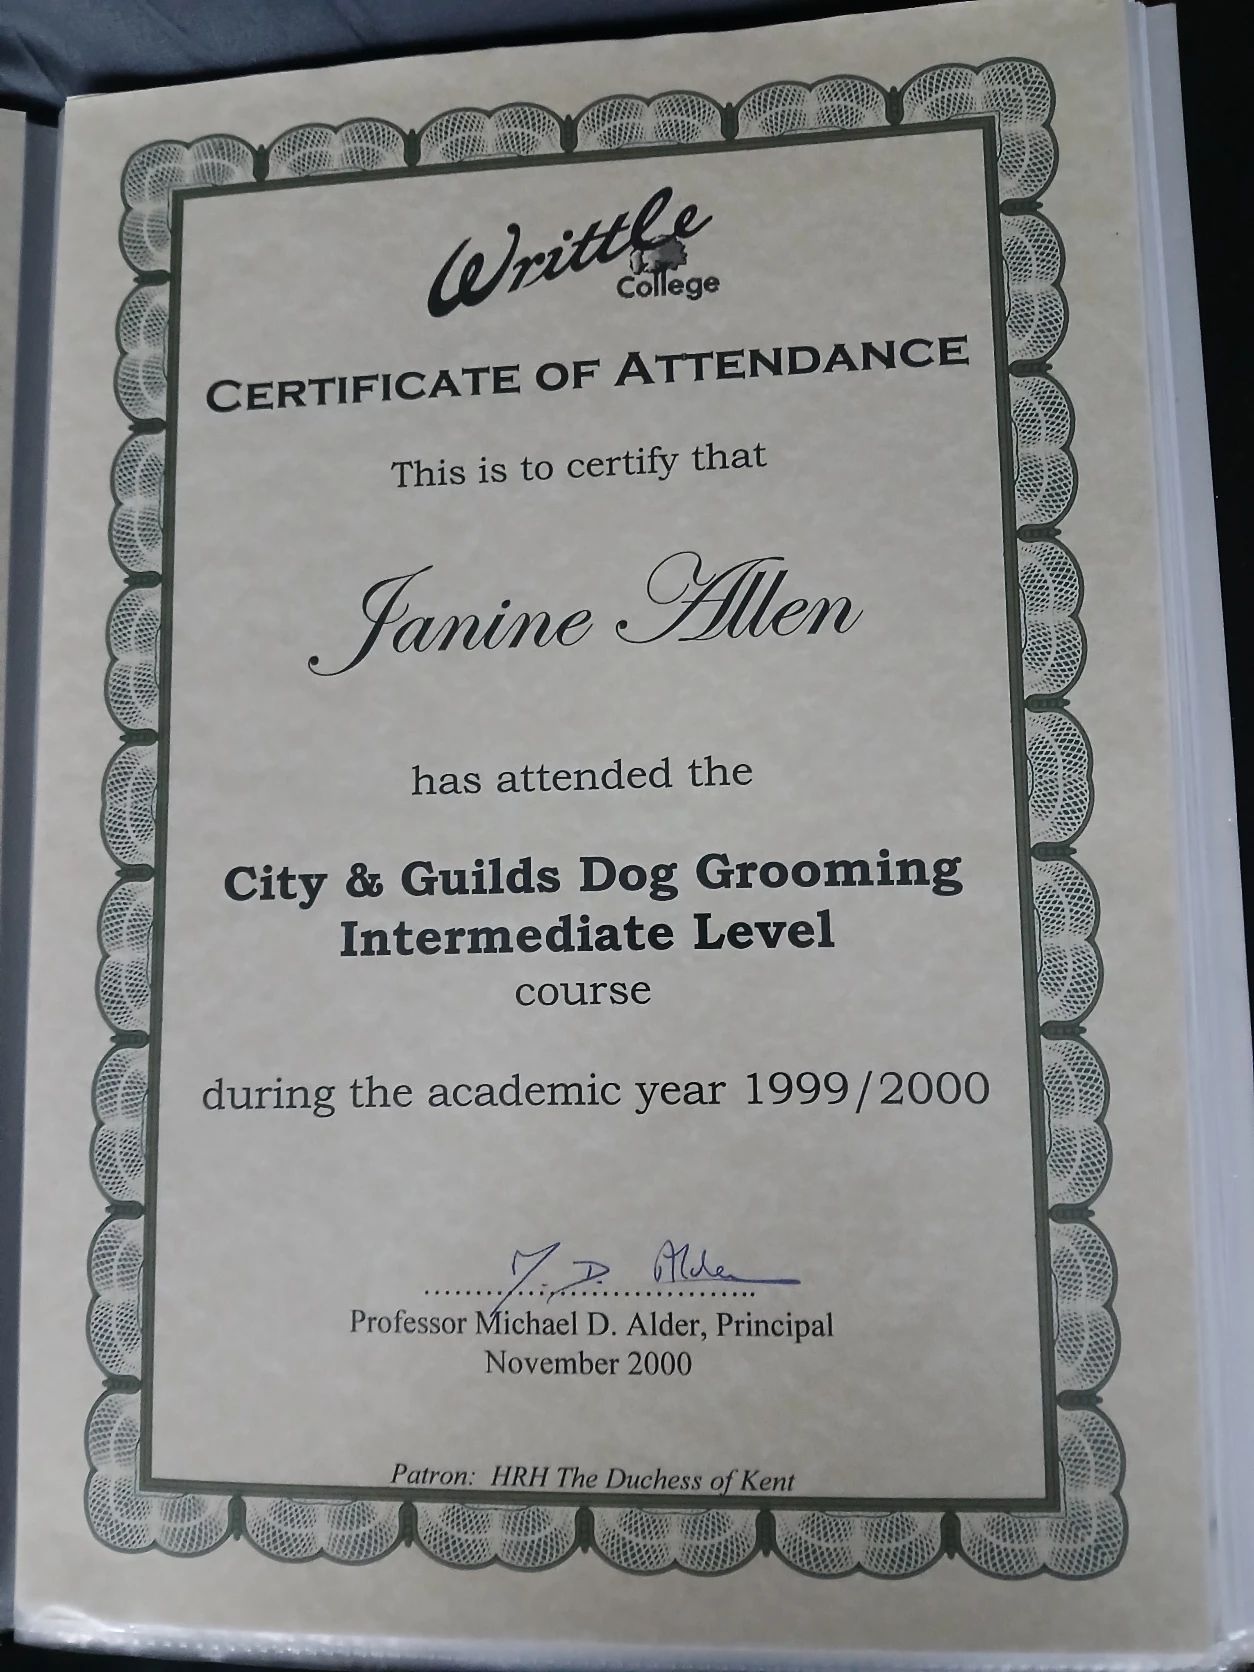 Writtle
College
CERTIFICATE OF ATTENDANCE
This is to certify that
Janine Allen
has attended the
City & Guilds Dog Grooming
Intermediate Level
course
during the academic year 1999/2000
M. D. Alder
Professor Michael D. Alder, Principal
November 2000
Patron: HRH The Duchess of Kent